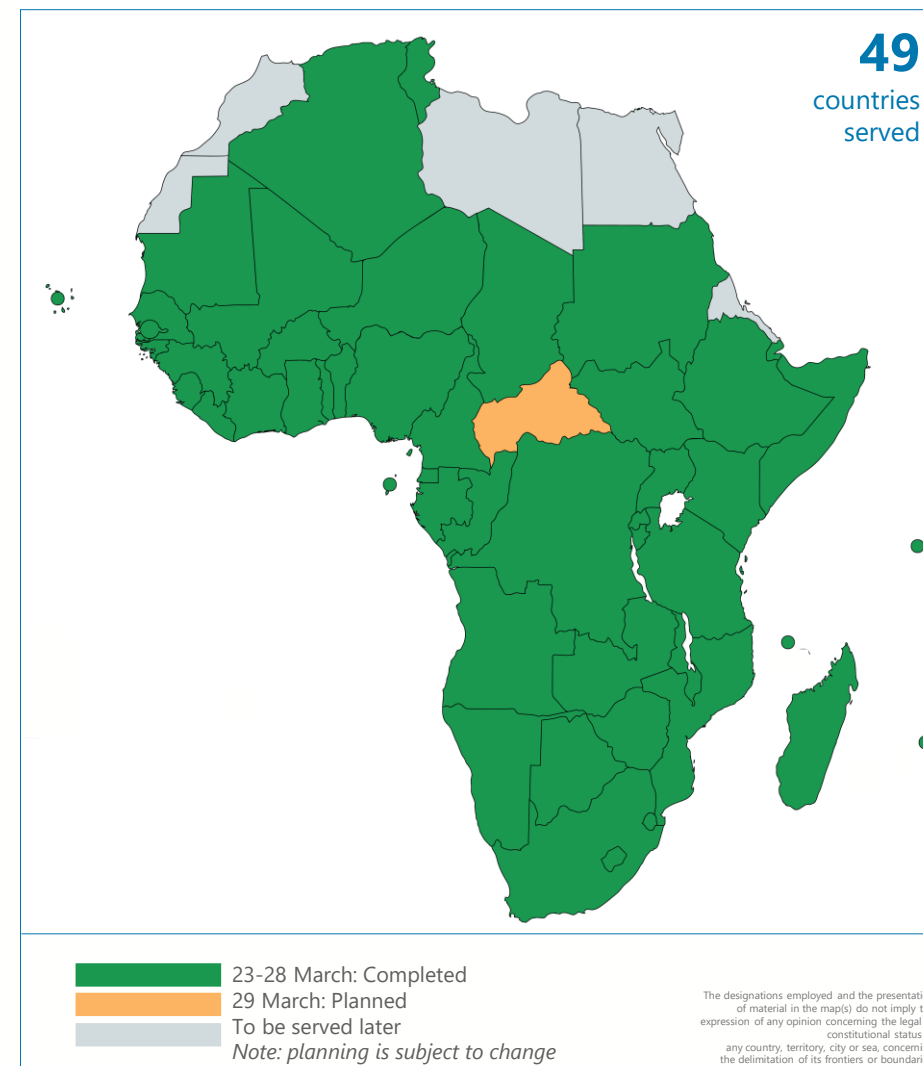 49
countries
served
23-28 March: Completed
29 March: Planned
To be served later
Note: planning is subject to change
The designations employed and the presentati
of material in the map(s) do not imply t
expression of any opinion concerning the legal
constitutional status
any country, territory, city or sea, concerni
the delimitation of its frontiers or boundari